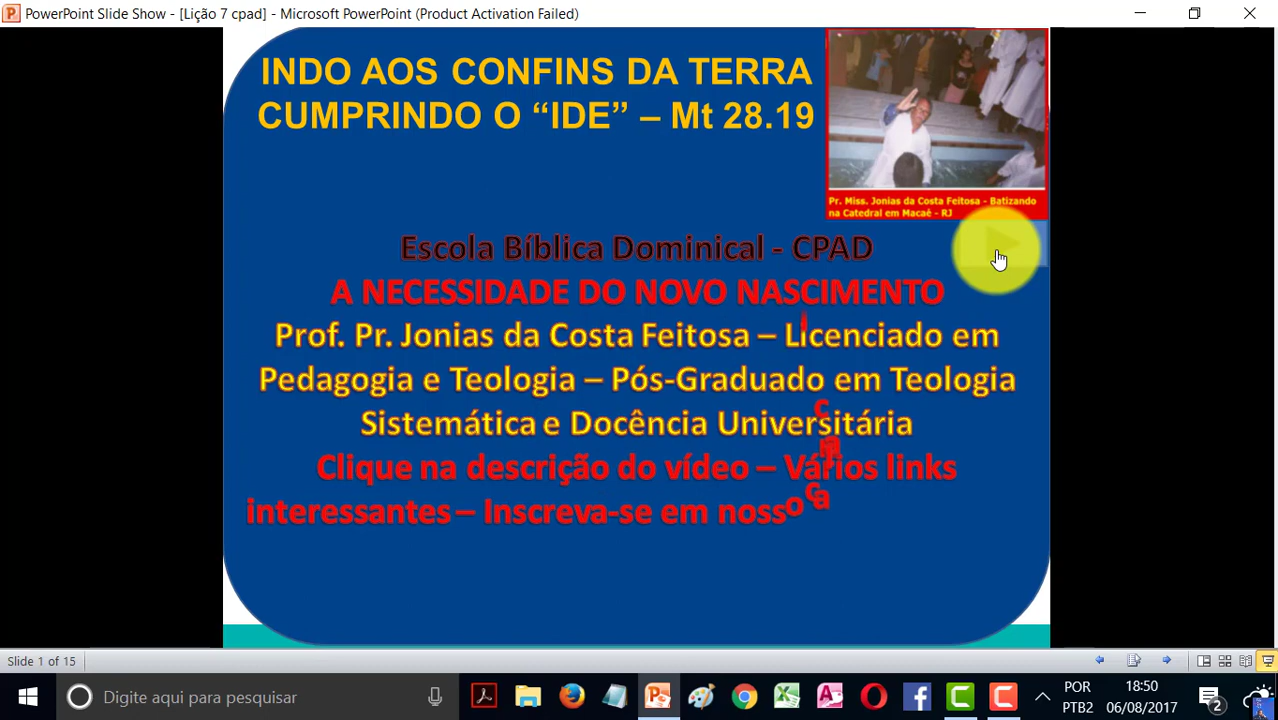 PowerPoint Slide Show - [Lição 7 cpad] - Microsoft PowerPoint (Product Activation Failed)
INDO AOS CONFINS DA TERRA
CUMPRINDO O “IDE” – Mt 28.19
Pr. Miss. Jonias da Costa Feitosa - Batizando
na Catedral em Macaé - RJ
Escola Bíblica Dominical - CPAD
A NECESSIDADE DO NOVO NASCIMENTO
Prof. Pr. Jonias da Costa Feitosa – Licenciado em
Pedagogia e Teologia – Pós-Graduado em Teologia
Sistemática e Docência Universitária
Clique na descrição do vídeo – Vários links
interessantes – Inscreva-se em nosso
Slide 1 of 15
Digite aqui para pesquisar
POR
PTB2
18:50
06/08/2017
2